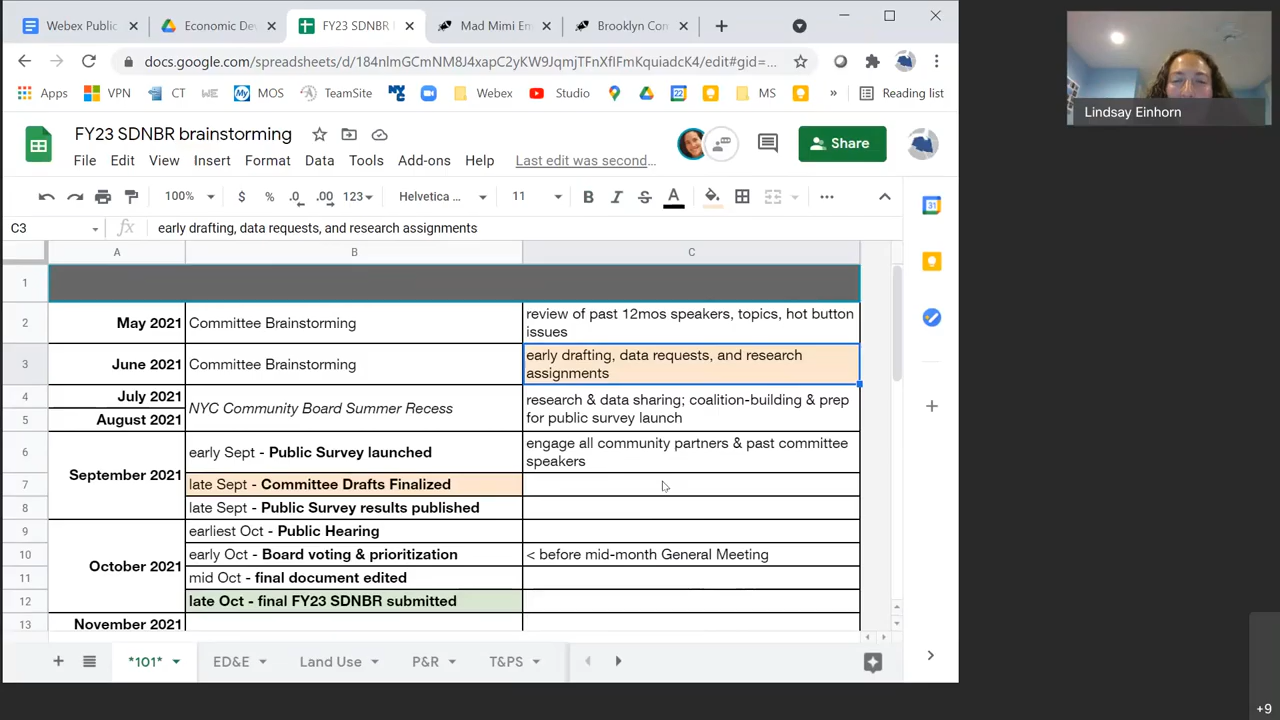 Webex Public
Economic De
FY23 SDNBR
Mad Mimi Em
Brooklyn Con
docs.google.com/spreadsheets/d/184nlmGCmNM8J4xapC2yKW9JqmjTFnXflFmKquiadcK4/edit#gid=...
Apps VPN CT WE MOS TeamSite NYC Webex Studio 22 MS » Reading list
FY23 SDNBR brainstorming
Share
File Edit View Insert Format Data Tools Add-ons Help Last edit was second...
100% $ % .0 .00 123 Helvetica ... 11 B I S A
31
C3 fx early drafting, data requests, and research assignments
A B C
1
2 May 2021 Committee Brainstorming review of past 12mos speakers, topics, hot button
issues
3 June 2021 Committee Brainstorming early drafting, data requests, and research
assignments
4 July 2021 NYC Community Board Summer Recess research & data sharing; coalition-building & prep
5 August 2021 for public survey launch
6 September 2021 early Sept - Public Survey launched engage all community partners & past committee
speakers
7 late Sept - Committee Drafts Finalized
8 late Sept - Public Survey results published
9 October 2021 earliest Oct - Public Hearing
10 early Oct - Board voting & prioritization < before mid-month General Meeting
11 mid Oct - final document edited
12 late Oct - final FY23 SDNBR submitted
13 November 2021
*101* ED&E Land Use P&R T&PS
Lindsay Einhorn
+9